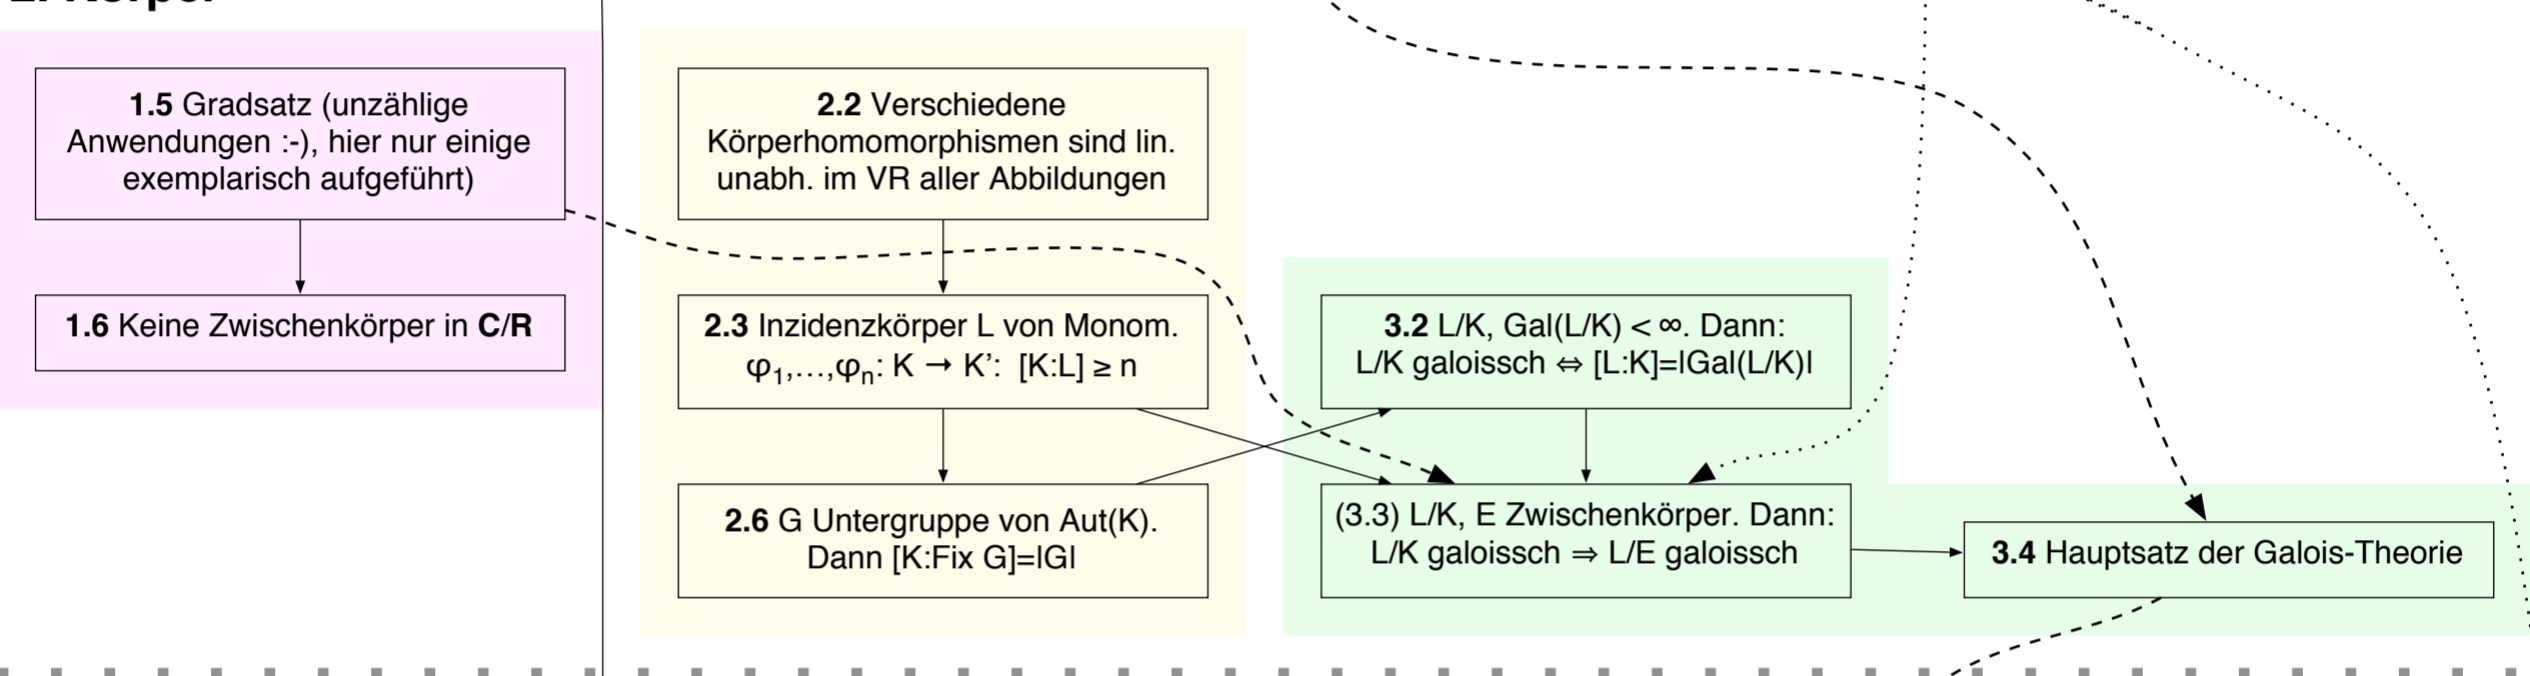 1.5 Gradsatz (unzählige
Anwendungen :-), hier nur einige
exemplarisch aufgeführt)
1.6 Keine Zwischenkörper in C/R
2.2 Verschiedene
Körperhomomorphismen sind lin.
unabh. im VR aller Abbildungen
2.3 Inzidenzkörper L von Monom.
φ₁,…,φₙ: K → K’: [K:L] ≥ n
2.6 G Untergruppe von Aut(K).
Dann [K:Fix G]=|G|
3.2 L/K, Gal(L/K) < ∞. Dann:
L/K galoissch ⇔ [L:K]=|Gal(L/K)|
(3.3) L/K, E Zwischenkörper. Dann:
L/K galoissch ⇒ L/E galoissch
3.4 Hauptsatz der Galois-Theorie